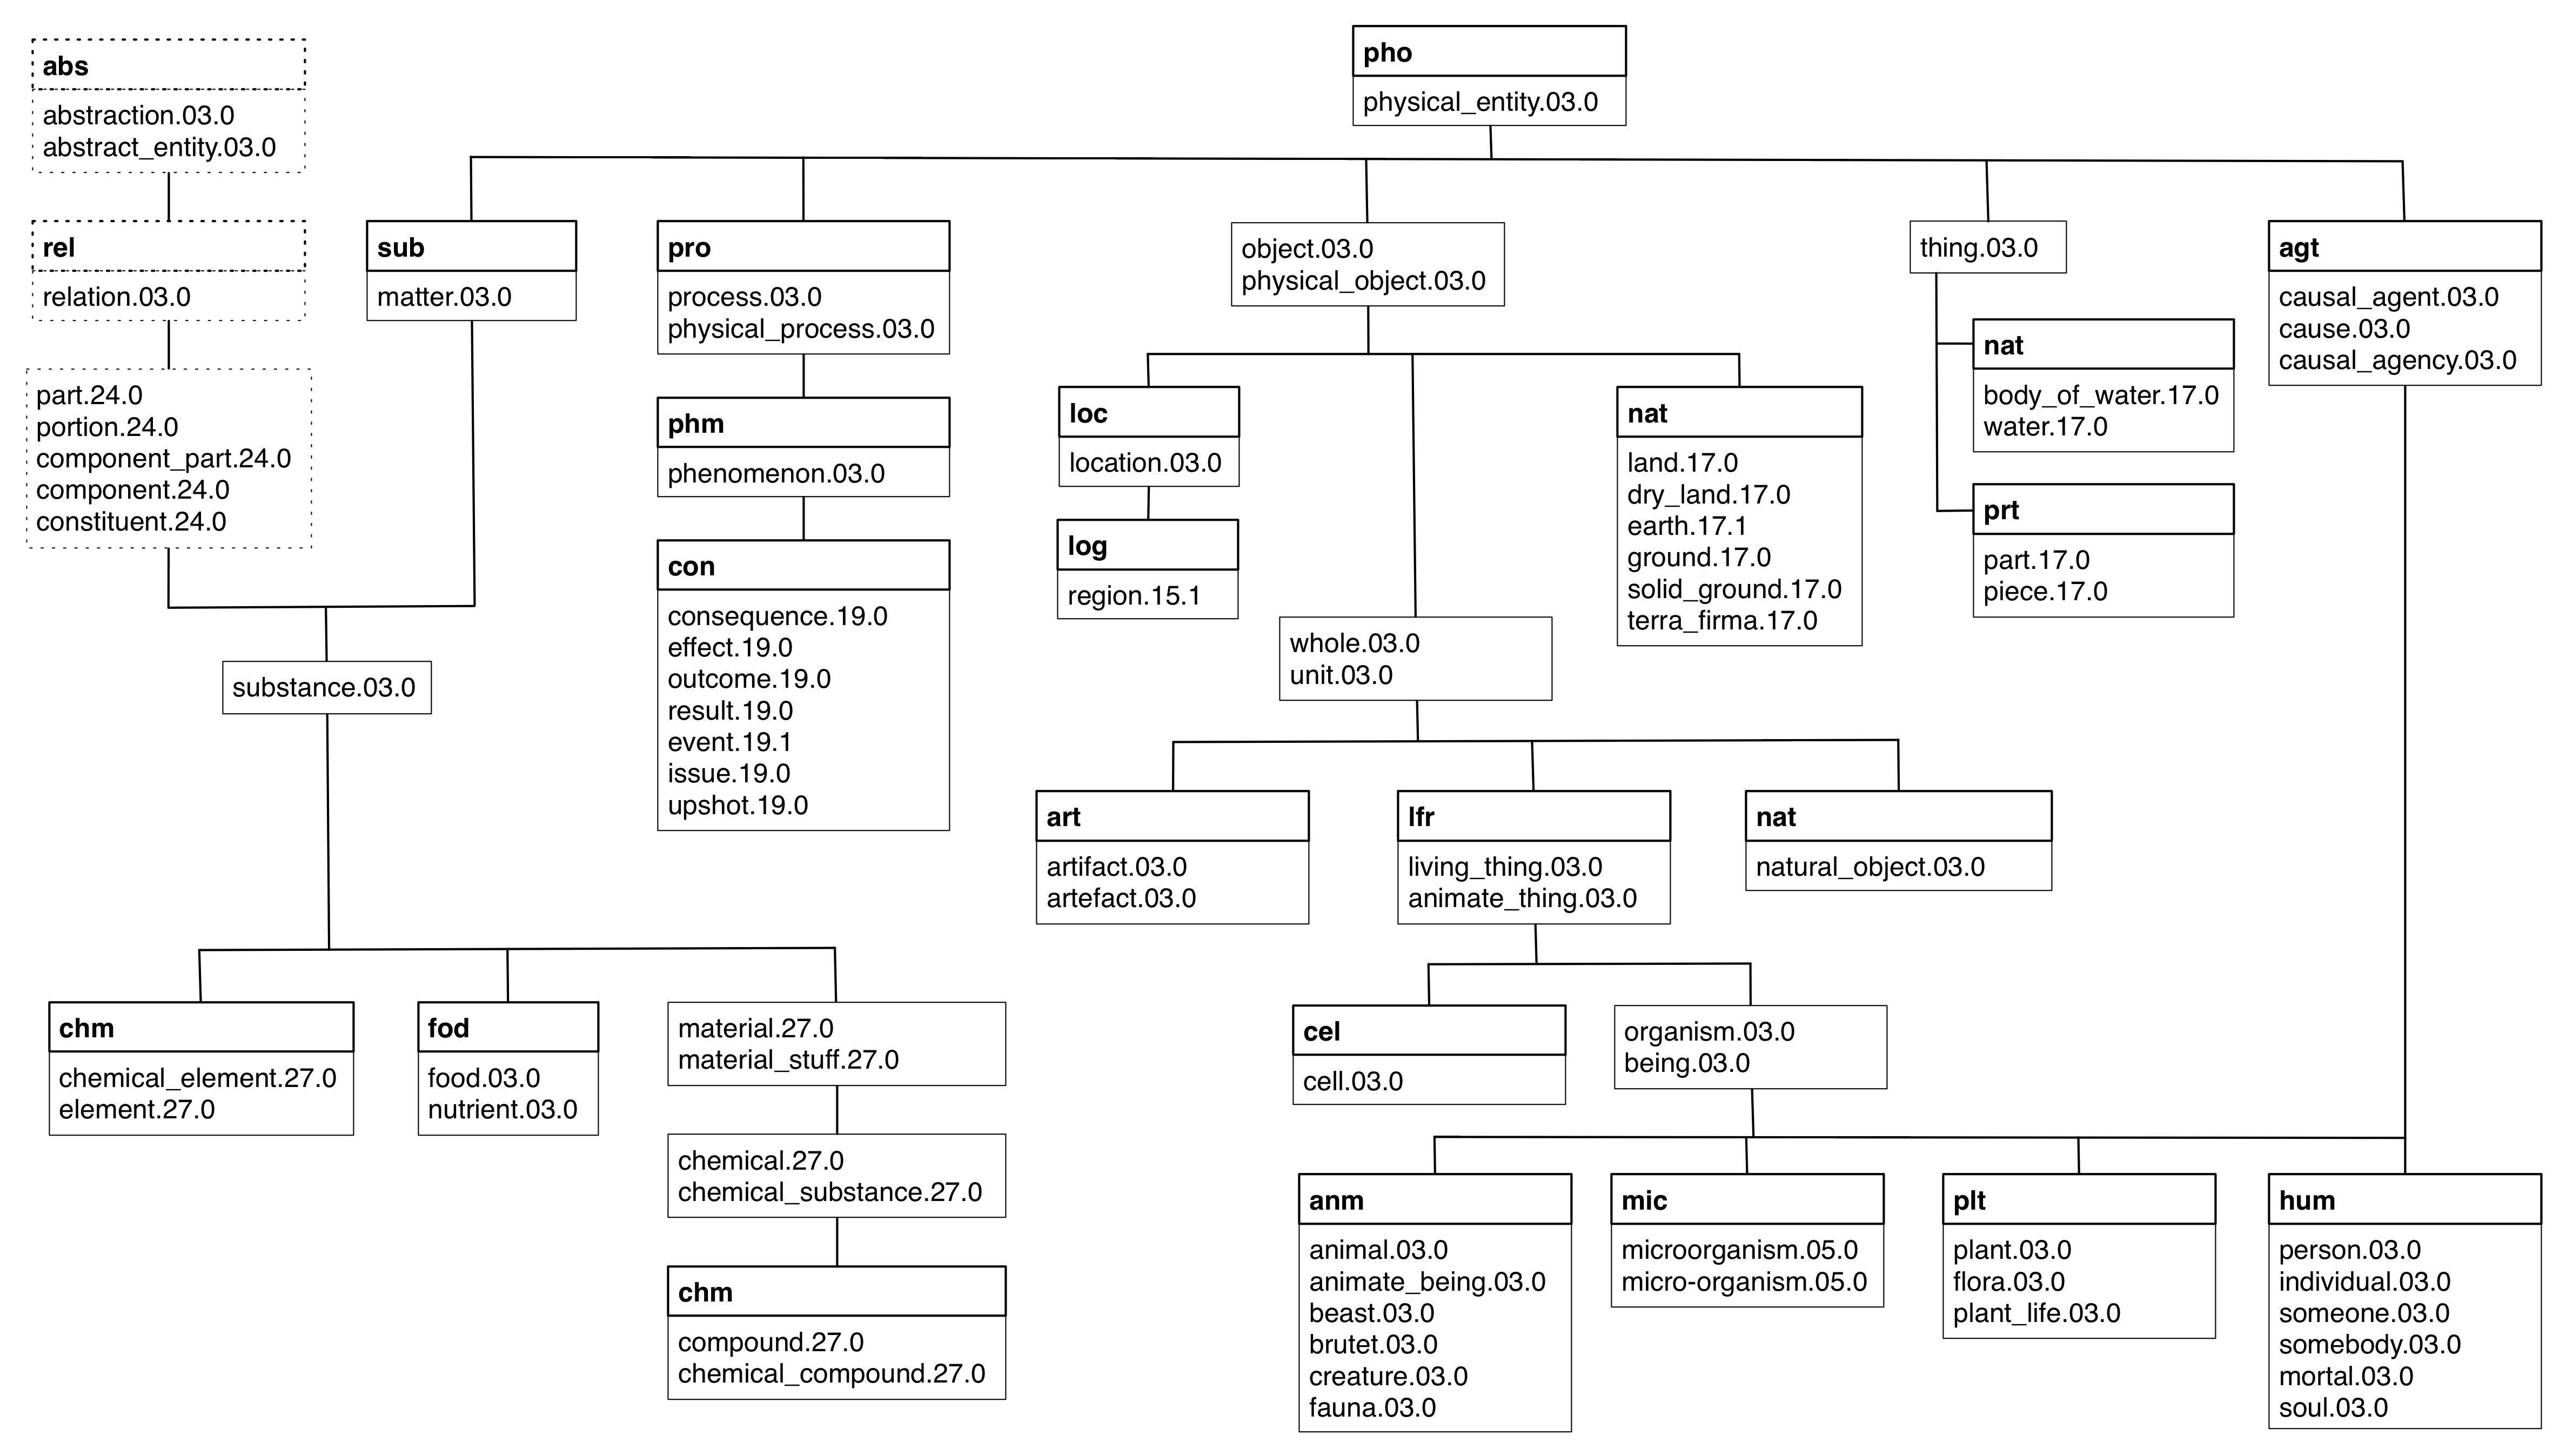 abs
abstraction.03.0
abstract_entity.03.0
pho
physical_entity.03.0
rel
relation.03.0
sub
matter.03.0
pro
process.03.0
physical_process.03.0
object.03.0
physical_object.03.0
thing.03.0
agt
causal_agent.03.0
cause.03.0
causal_agency.03.0
part.24.0
portion.24.0
component_part.24.0
component.24.0
constituent.24.0
phm
phenomenon.03.0
con
consequence.19.0
effect.19.0
outcome.19.0
result.19.0
event.19.1
issue.19.0
upshot.19.0
loc
location.03.0
log
region.15.1
nat
land.17.0
dry_land.17.0
earth.17.1
ground.17.0
solid_ground.17.0
terra_firma.17.0
nat
body_of_water.17.0
water.17.0
prt
part.17.0
piece.17.0
whole.03.0
unit.03.0
substance.03.0
art
artifact.03.0
artefact.03.0
lfr
living_thing.03.0
animate_thing.03.0
nat
natural_object.03.0
chm
chemical_element.27.0
element.27.0
fod
food.03.0
nutrient.03.0
material.27.0
material_stuff.27.0
chemical.27.0
chemical_substance.27.0
chm
compound.27.0
chemical_compound.27.0
cel
cell.03.0
organism.03.0
being.03.0
anm
animal.03.0
animate_being.03.0
beast.03.0
brutet.03.0
creature.03.0
fauna.03.0
mic
microorganism.05.0
micro-organism.05.0
plt
plant.03.0
flora.03.0
plant_life.03.0
hum
person.03.0
individual.03.0
someone.03.0
somebody.03.0
mortal.03.0
soul.03.0